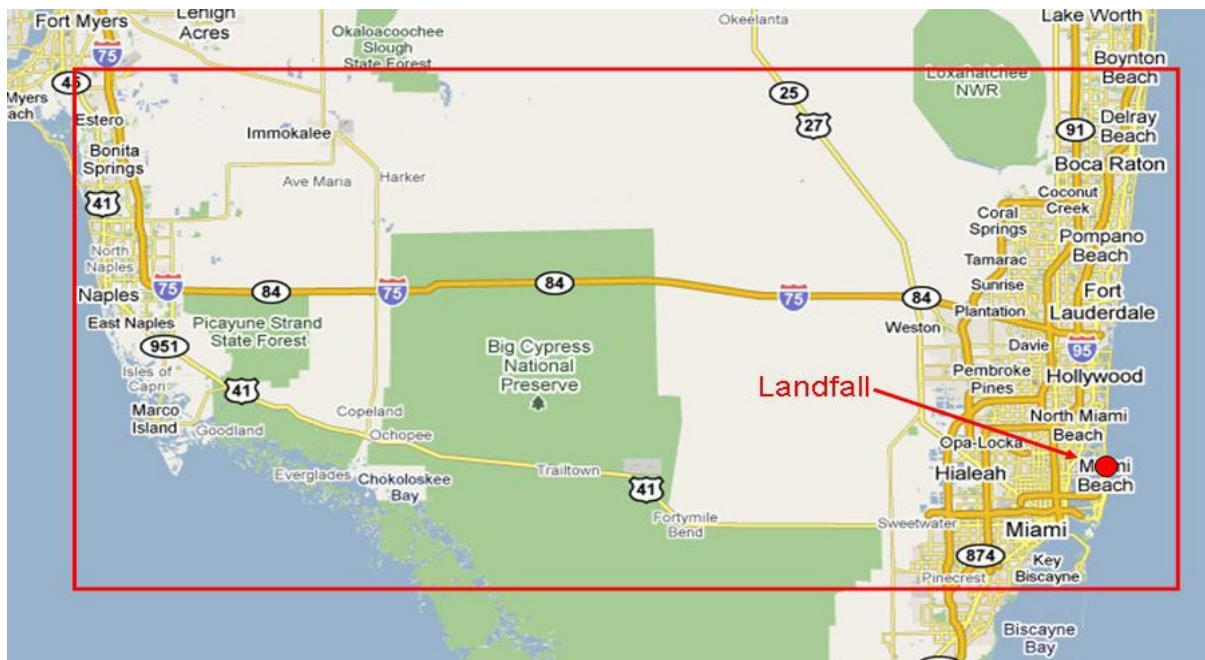 Fort Myers
Lehigh
Acres
75
Okaloacoochee
Slough
State Forest
Okeelanta
Lake Worth
45
Myers
ach
Estero
Bonita
Springs
41
Immokalee
Ave Maria
Harker
25
27
Loxahatchee
NWR
Boynton
Beach
91
Delray
Beach
Boca Raton
Coconut
Creek
Coral
Springs
Pompano
Beach
Tamarac
Sunrise
Plantation
Fort
Lauderdale
North
Naples
Naples
75
84
75
84
75
84
Weston
East Naples
951
Picayune Strand
State Forest
Isles of
Capri
41
Marco
Island
Goodland
Copeland
Ochopee
Big Cypress
National
Preserve
Davie
95
Pembroke
Pines
Hollywood
Landfall
North Miami
Beach
Opa-Locka
Hialeah
Beach
Everglades
Chokoloskee
Bay
Trailtown
41
Fortymile
Bend
Sweetwater
Miami
874
Key
Biscayne
Pinecrest
Biscayne
Bay